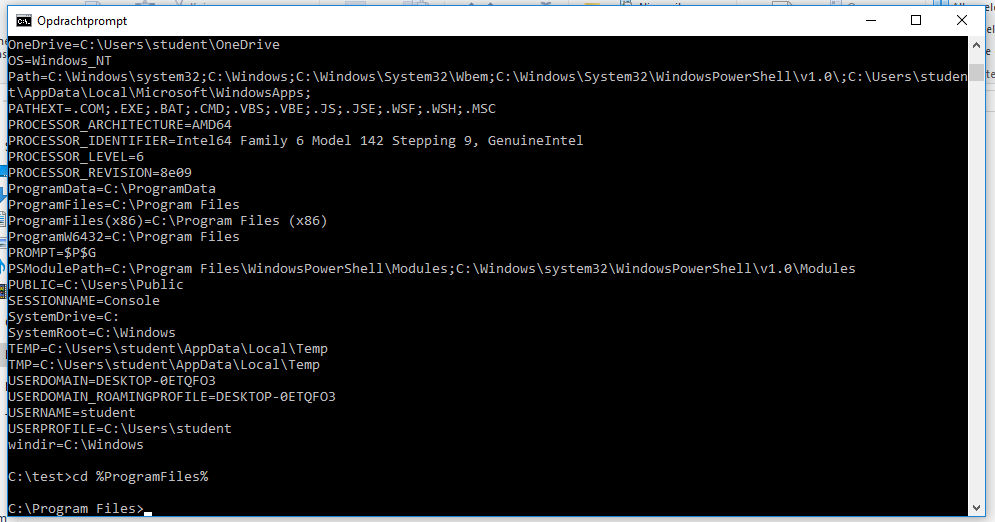 Opdrachtprompt
OneDrive=C:\Users\student\OneDrive
OS=Windows_NT
Path=C:\Windows\system32;C:\Windows;C:\Windows\System32\Wbem;C:\Windows\System32\WindowsPowerShell\v1.0\;C:\Users\studen
t\AppData\Local\Microsoft\WindowsApps;
PATHEXT=.COM;.EXE;.BAT;.CMD;.VBS;.VBE;.JS;.JSE;.WSF;.WSH;.MSC
PROCESSOR_ARCHITECTURE=AMD64
PROCESSOR_IDENTIFIER=Intel64 Family 6 Model 142 Stepping 9, GenuineIntel
PROCESSOR_LEVEL=6
PROCESSOR_REVISION=8e09
ProgramData=C:\ProgramData
ProgramFiles=C:\Program Files
ProgramFiles(x86)=C:\Program Files (x86)
ProgramW6432=C:\Program Files
PROMPT=$P$G
PSModulePath=C:\Program Files\WindowsPowerShell\Modules;C:\Windows\system32\WindowsPowerShell\v1.0\Modules
PUBLIC=C:\Users\Public
SESSIONNAME=Console
SystemDrive=C:
SystemRoot=C:\Windows
TEMP=C:\Users\student\AppData\Local\Temp
TMP=C:\Users\student\AppData\Local\Temp
USERDOMAIN=DESKTOP-0ETQFO3
USERDOMAIN_ROAMINGPROFILE=DESKTOP-0ETQFO3
USERNAME=student
USERPROFILE=C:\Users\student
windir=C:\Windows
C:\test>cd %ProgramFiles%
C:\Program Files>